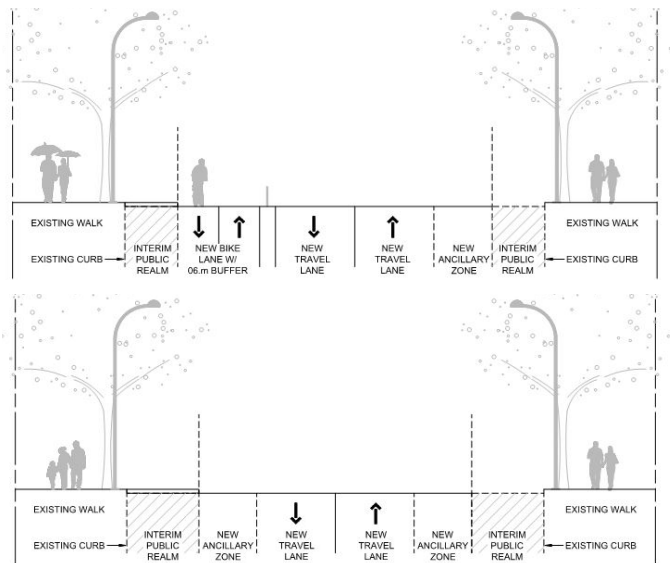 EXISTING WALK
EXISTING CURB
INTERIM
PUBLIC
REALM
NEW BIKE
LANE W/
06.m BUFFER
NEW
TRAVEL
LANE
NEW
TRAVEL
LANE
NEW
ANCILLARY
ZONE
INTERIM
PUBLIC
REALM
EXISTING WALK
EXISTING CURB
EXISTING WALK
EXISTING CURB
INTERIM
PUBLIC
REALM
NEW
ANCILLARY
ZONE
NEW
TRAVEL
LANE
NEW
TRAVEL
LANE
NEW
ANCILLARY
ZONE
INTERIM
PUBLIC
REALM
EXISTING WALK
EXISTING CURB